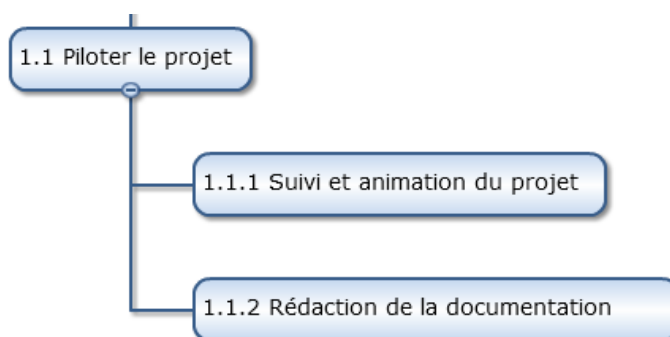 1.1 Piloter le projet
1.1.1 Suivi et animation du projet
1.1.2 Rédaction de la documentation